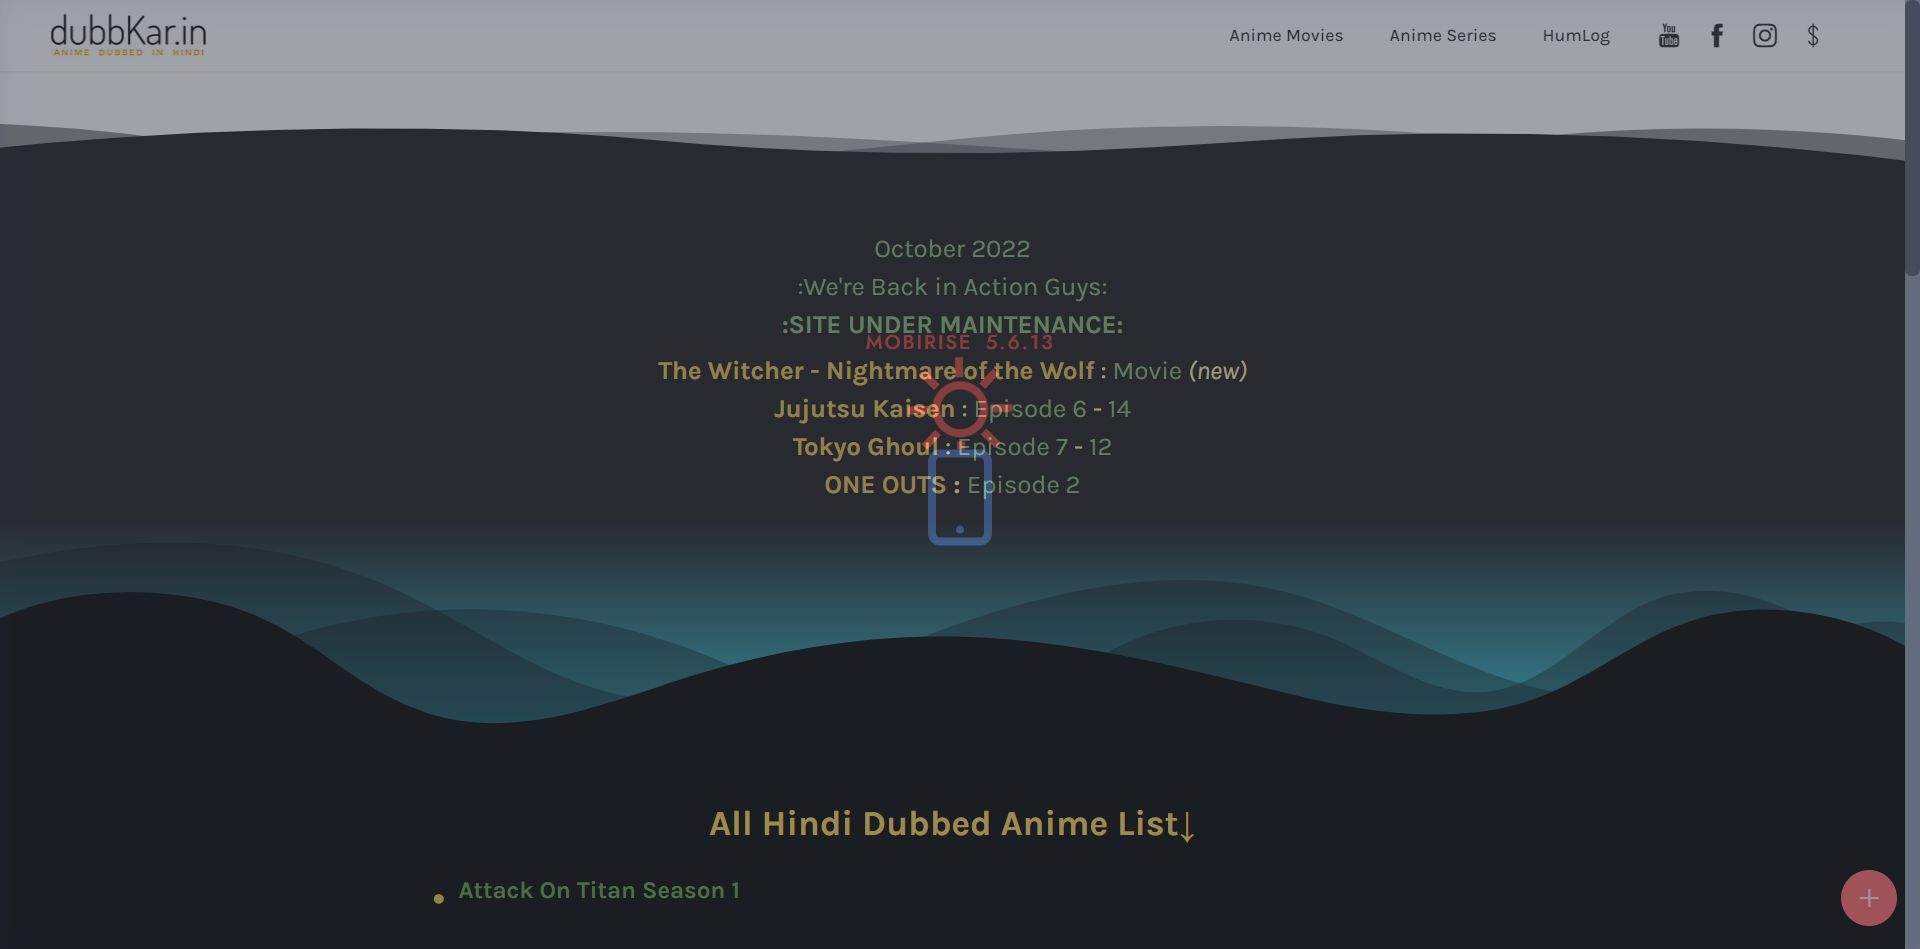 dubbKar.in
ANIME DUBBED IN HINDI
Anime Movies Anime Series HumLog You Tube f $
October 2022
:We're Back in Action Guys:
:SITE UNDER MAINTENANCE:
MOBIRISE 5.6.13
The Witcher - Nightmare of the Wolf : Movie (new)
Jujutsu Kaisen : Episode 6 - 14
Tokyo Ghoul : Episode 7 - 12
ONE OUTS : Episode 2
All Hindi Dubbed Anime List↓
Attack On Titan Season 1